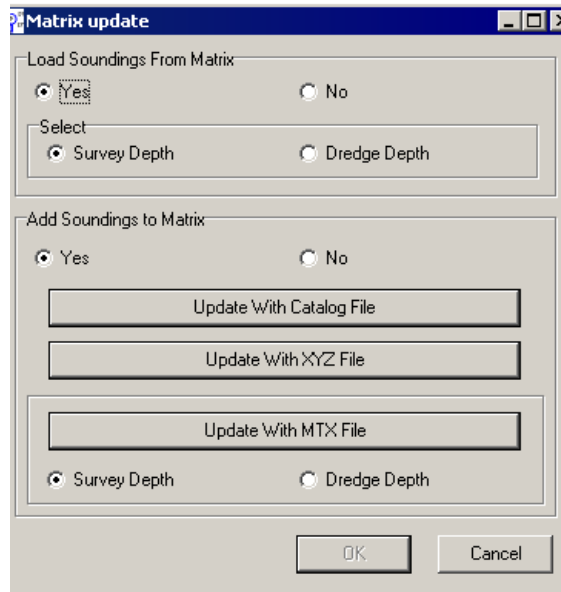 Matrix update
Load Soundings From Matrix
Yes No
Select
Survey Depth Dredge Depth
Add Soundings to Matrix
Yes No
Update With Catalog File
Update With XYZ File
Update With MTX File
Survey Depth Dredge Depth
OK Cancel